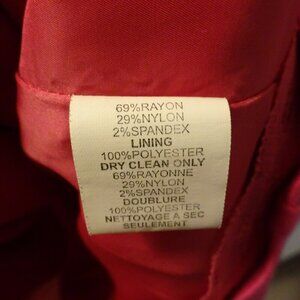 69%RAYON
29%NYLON
2%SPANDEX
LINING
100%POLYESTER
DRY CLEAN ONLY
69%RAYONNE
29%NYLON
2%SPANDEX
DOUBLURE
100%POLYESTER
NETTOYAGE A SEC
SEULEMENT.